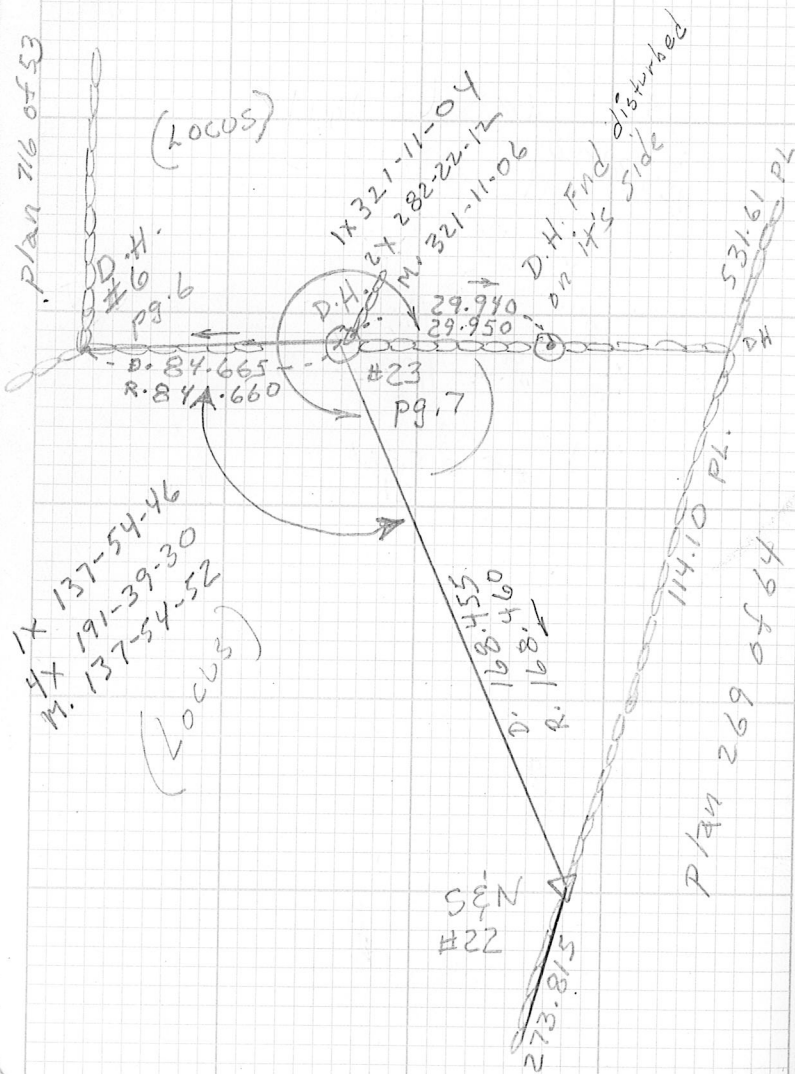 Plan 716 of 53
(LOCUS)
1X 321-11-04
2X 282-22-12
M. 321-11-06
D.H. Fnd disturbed
on it's side
531.61 PL
D.H.
#6
pg.6
D.H.
29.940
29.950
DH
D. 84.665
R. 84.660
#23
pg.7
114.10 PL.
1X 137-54-46
4X 191-39-30
M. 137-54-52
(LOCUS)
D. 168.455
R. 168.460
Plan 269 of 64
S&N
#22
273.815